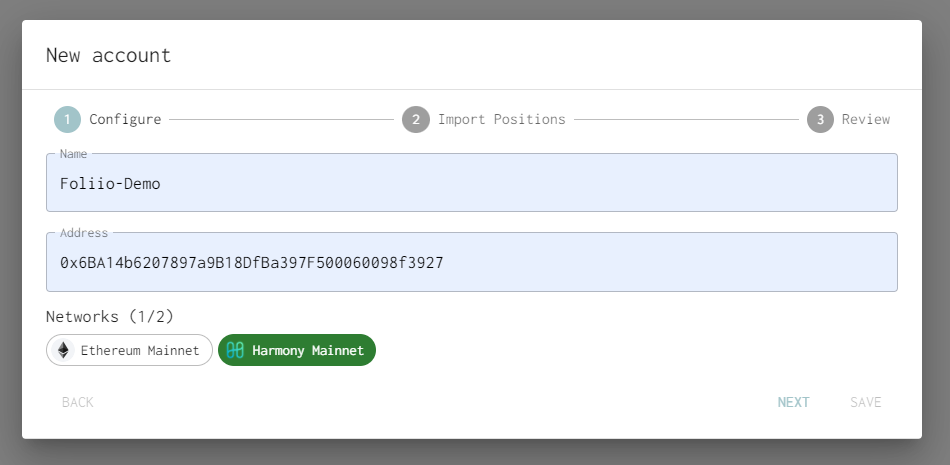 New account
1 Configure 2 Import Positions 3 Review
Name
Foliio-Demo
Address
0x6BA14b6207897a9B18DfBa397F500060098f3927
Networks (1/2)
Ethereum Mainnet Harmony Mainnet
BACK NEXT SAVE